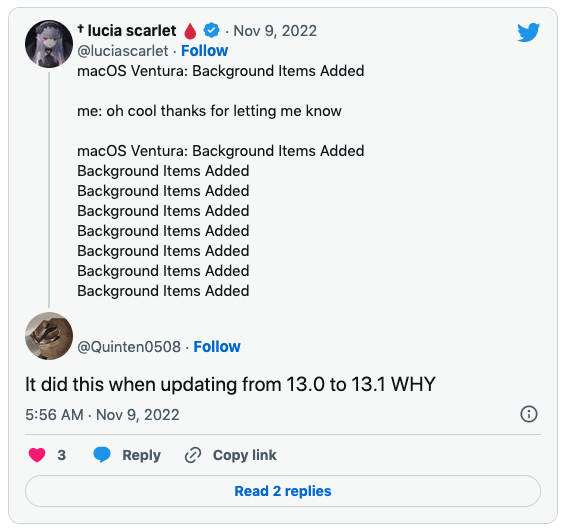 † lucia scarlet 🩸 · Nov 9, 2022
@luciascarlet · Follow
macOS Ventura: Background Items Added
me: oh cool thanks for letting me know
macOS Ventura: Background Items Added
Background Items Added
Background Items Added
Background Items Added
Background Items Added
Background Items Added
Background Items Added
Background Items Added
@Quinten0508 · Follow
It did this when updating from 13.0 to 13.1 WHY
5:56 AM · Nov 9, 2022
3 Reply Copy link
Read 2 replies